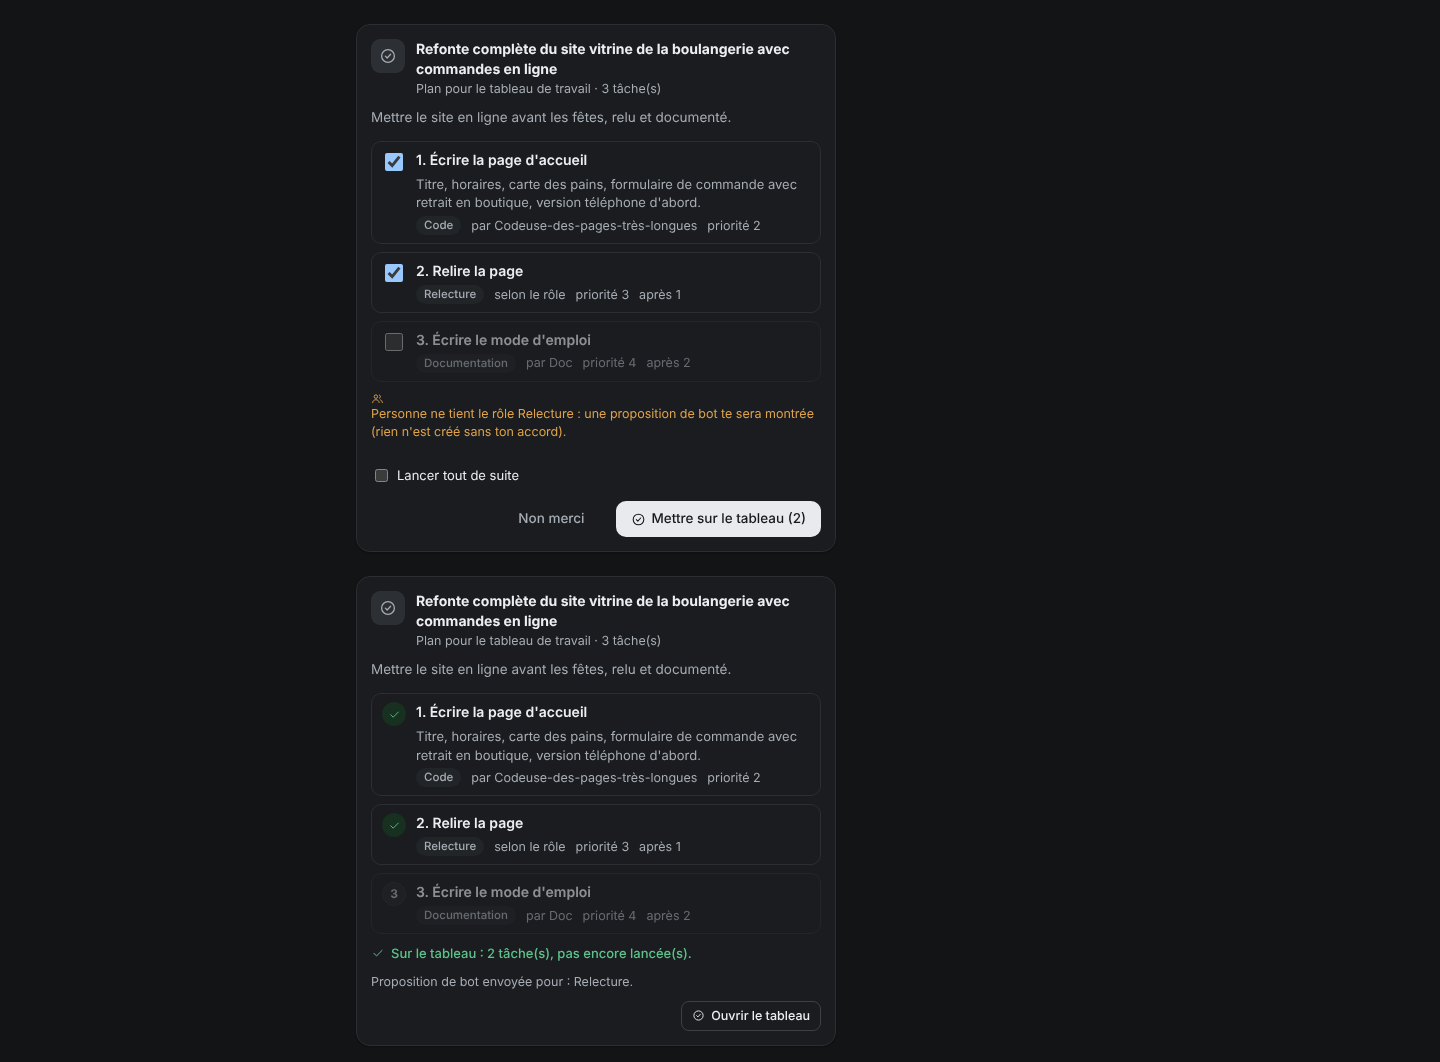 Refonte complète du site vitrine de la boulangerie avec
commandes en ligne
Plan pour le tableau de travail · 3 tâche(s)
Mettre le site en ligne avant les fêtes, relu et documenté.
1. Écrire la page d'accueil
Titre, horaires, carte des pains, formulaire de commande avec
retrait en boutique, version téléphone d'abord.
Code par Codeuse-des-pages-très-longues priorité 2
2. Relire la page
Relecture selon le rôle priorité 3 après 1
3. Écrire le mode d'emploi
Documentation par Doc priorité 4 après 2
Personne ne tient le rôle Relecture : une proposition de bot te sera montrée
(rien n'est créé sans ton accord).
Lancer tout de suite
Non merci Mettre sur le tableau (2)
Refonte complète du site vitrine de la boulangerie avec
commandes en ligne
Plan pour le tableau de travail · 3 tâche(s)
Mettre le site en ligne avant les fêtes, relu et documenté.
1. Écrire la page d'accueil
Titre, horaires, carte des pains, formulaire de commande avec
retrait en boutique, version téléphone d'abord.
Code par Codeuse-des-pages-très-longues priorité 2
2. Relire la page
Relecture selon le rôle priorité 3 après 1
3 3. Écrire le mode d'emploi
Documentation par Doc priorité 4 après 2
Sur le tableau : 2 tâche(s), pas encore lancée(s).
Proposition de bot envoyée pour : Relecture.
Ouvrir le tableau